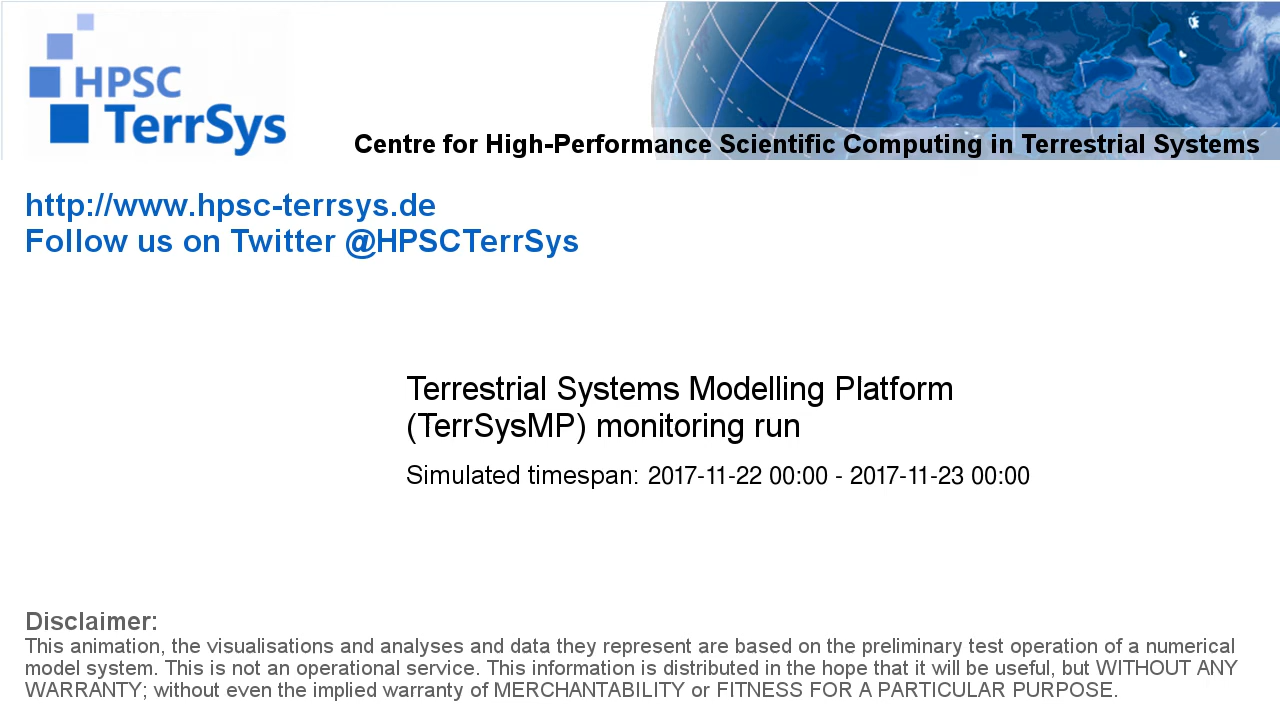 HPSC
TerrSys
Centre for High-Performance Scientific Computing in Terrestrial Systems
http://www.hpsc-terrsys.de
Follow us on Twitter @HPSCTerrSys
Terrestrial Systems Modelling Platform
(TerrSysMP) monitoring run
Simulated timespan: 2017-11-22 00:00 - 2017-11-23 00:00
Disclaimer:
This animation, the visualisations and analyses and data they represent are based on the preliminary test operation of a numerical
model system. This is not an operational service. This information is distributed in the hope that it will be useful, but WITHOUT ANY
WARRANTY; without even the implied warranty of MERCHANTABILITY or FITNESS FOR A PARTICULAR PURPOSE.